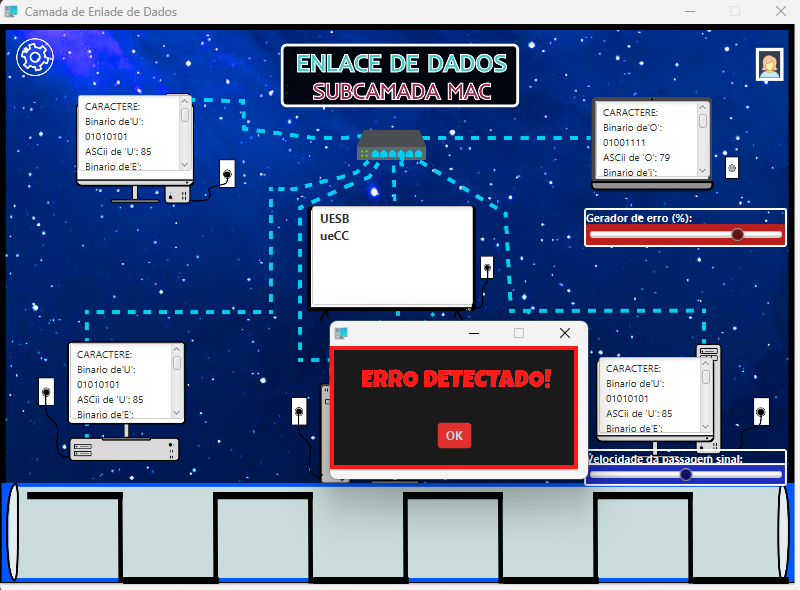 Camada de Enlade de Dados
ENLACE DE DADOS
SUBCAMADA MAC
CARACTERE:
Binario de'U':
01010101
ASCii de 'U': 85
Binario de'E':
CARACTERE:
Binario de'O':
01001111
ASCii de 'O': 79
Binario de'i':
Gerador de erro (%):
UESB
ueCC
CARACTERE:
Binario de'U':
01010101
ASCii de 'U': 85
Binario de'E':
ERRO DETECTADO!
OK
CARACTERE:
Binario de'U':
01010101
ASCii de 'U': 85
Binario de'E':
Velocidade da passagem sinal: